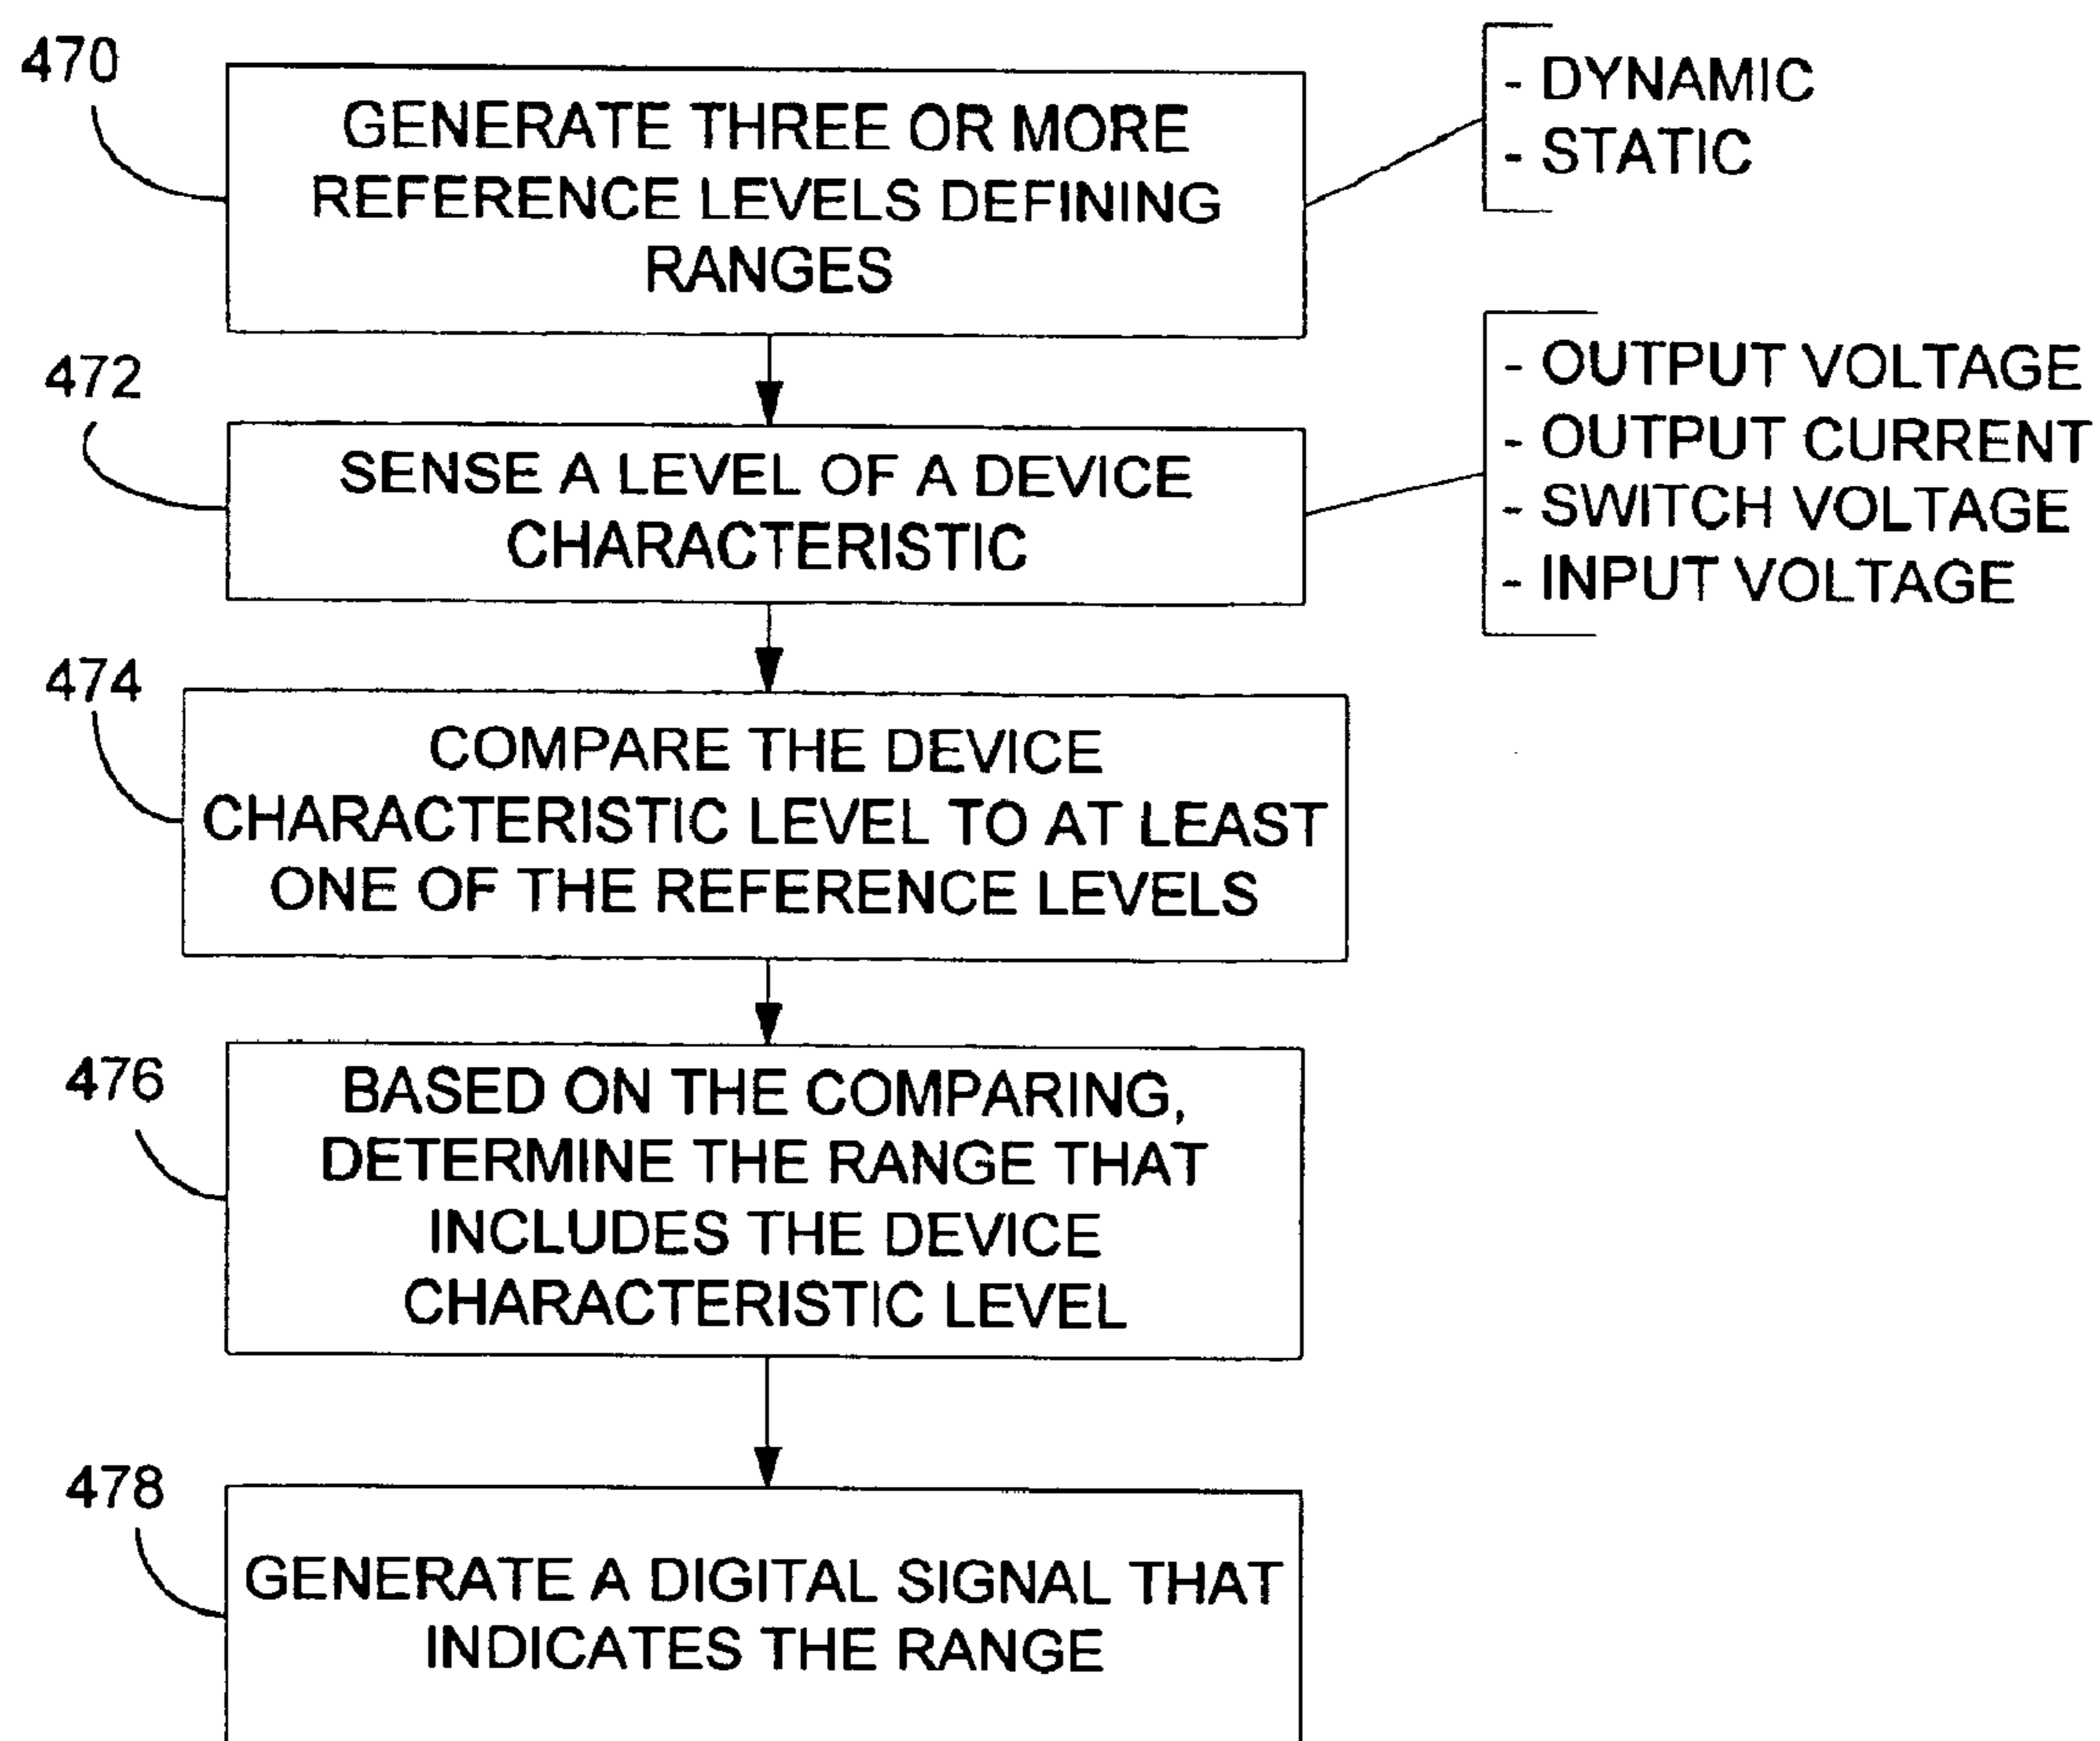 470
GENERATE THREE OR MORE
REFERENCE LEVELS DEFINING
RANGES
- DYNAMIC
- STATIC
472
SENSE A LEVEL OF A DEVICE
CHARACTERISTIC
- OUTPUT VOLTAGE
- OUTPUT CURRENT
- SWITCH VOLTAGE
- INPUT VOLTAGE
474
COMPARE THE DEVICE
CHARACTERISTIC LEVEL TO AT LEAST
ONE OF THE REFERENCE LEVELS
476
BASED ON THE COMPARING,
DETERMINE THE RANGE THAT
INCLUDES THE DEVICE
CHARACTERISTIC LEVEL
478
GENERATE A DIGITAL SIGNAL THAT
INDICATES THE RANGE